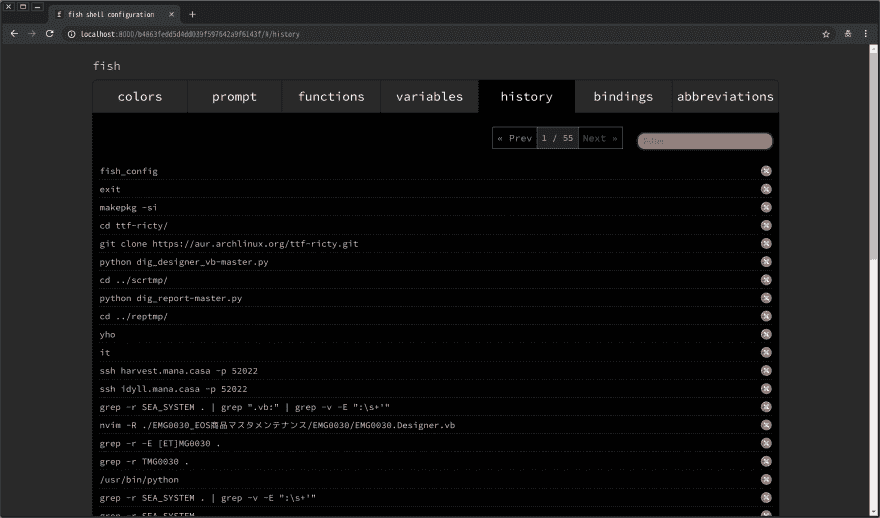 fish shell configuration
localhost:8000/b4863fedd5d4dd039f597642a9f6143f/#/history
fish
colors prompt functions variables history bindings abbreviations
« Prev 1 / 55 Next »
fish_config
exit
makepkg -si
cd ttf-ricty/
git clone https://aur.archlinux.org/ttf-ricty.git
python dig_designer_vb-master.py
cd ../scrtmp/
python dig_report-master.py
cd ../reptmp/
yho
it
ssh harvest.mana.casa -p 52022
ssh idyll.mana.casa -p 52022
grep -r SEA_SYSTEM . | grep ".vb:" | grep -v -E ":\s+'"
nvim -R ./EMG0030_EOS商品マスタメンテナンス/EMG0030/EMG0030.Designer.vb
grep -r -E [ET]MG0030 .
grep -r TMG0030 .
/usr/bin/python
grep -r SEA_SYSTEM . | grep -v -E ":\s+'"
grep -r SEA_SYSTEM